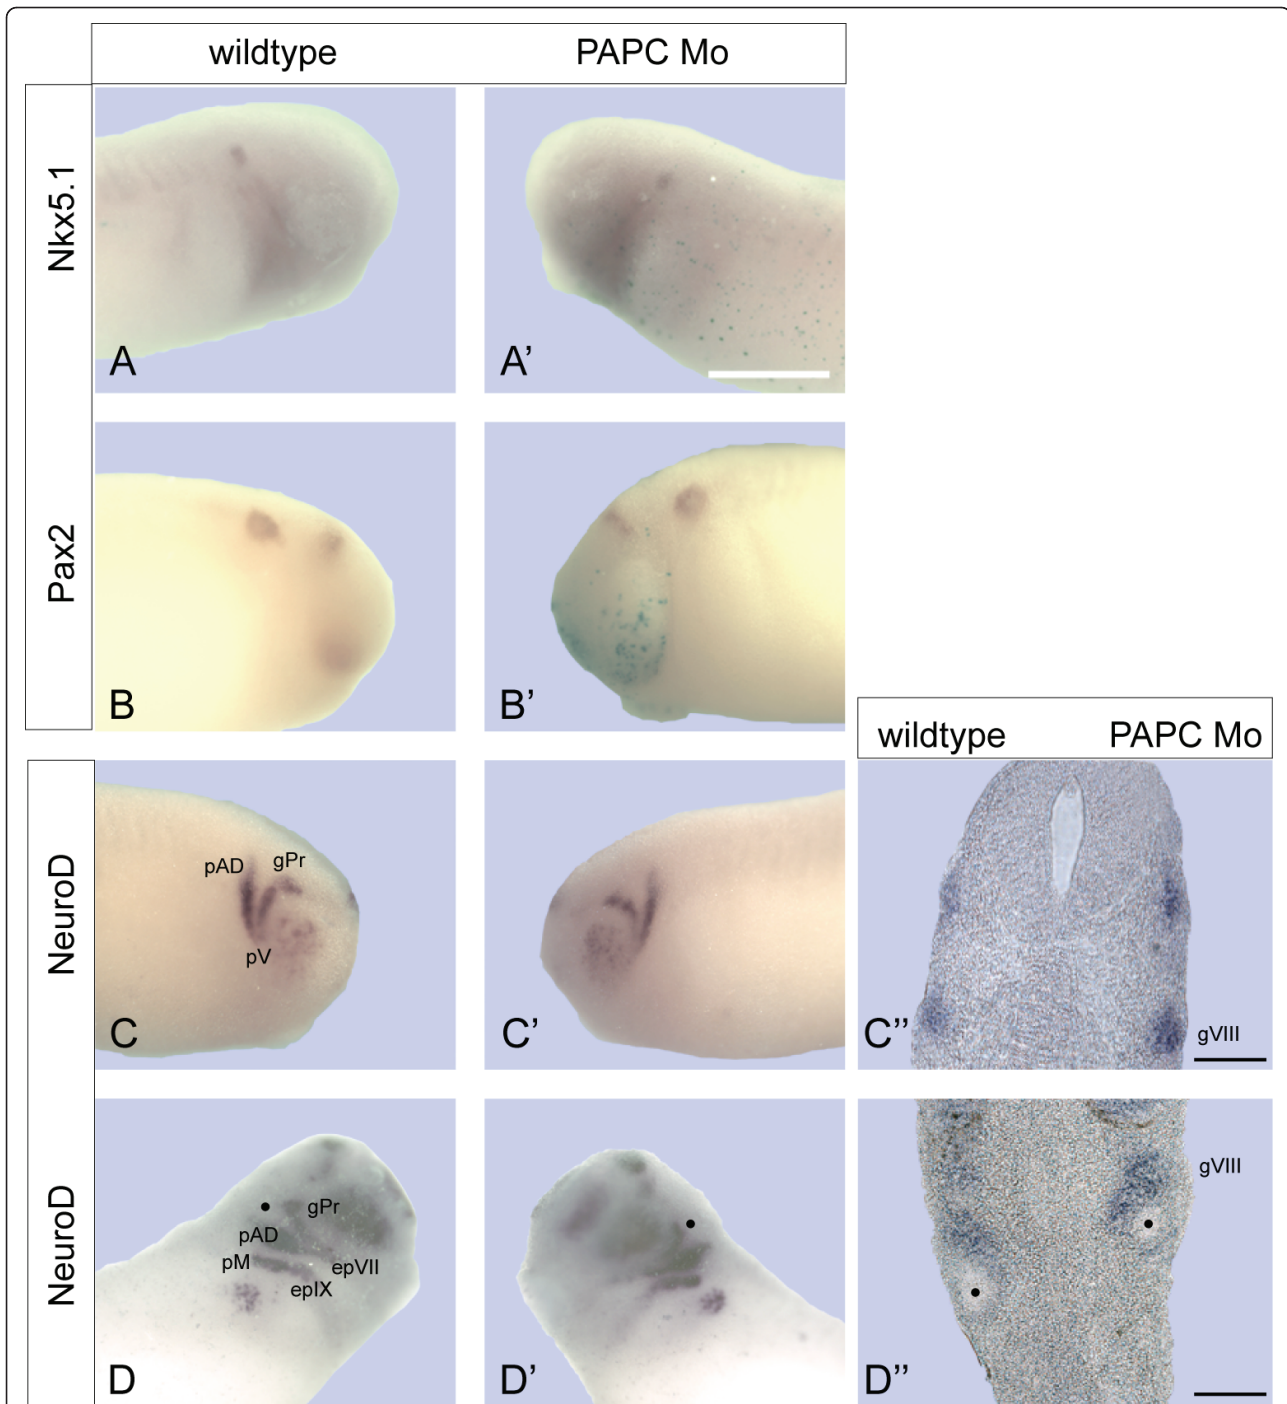 wildtype PAPC Mo
Nkx5.1
A
A’
Pax2
B
B’
wildtype PAPC Mo
NeuroD
pAD
gPr
pV
C
C’
C’’
gVIII
NeuroD
gPr
pAD
pM
epVII
epIX
D
D’
gVIII
D’’